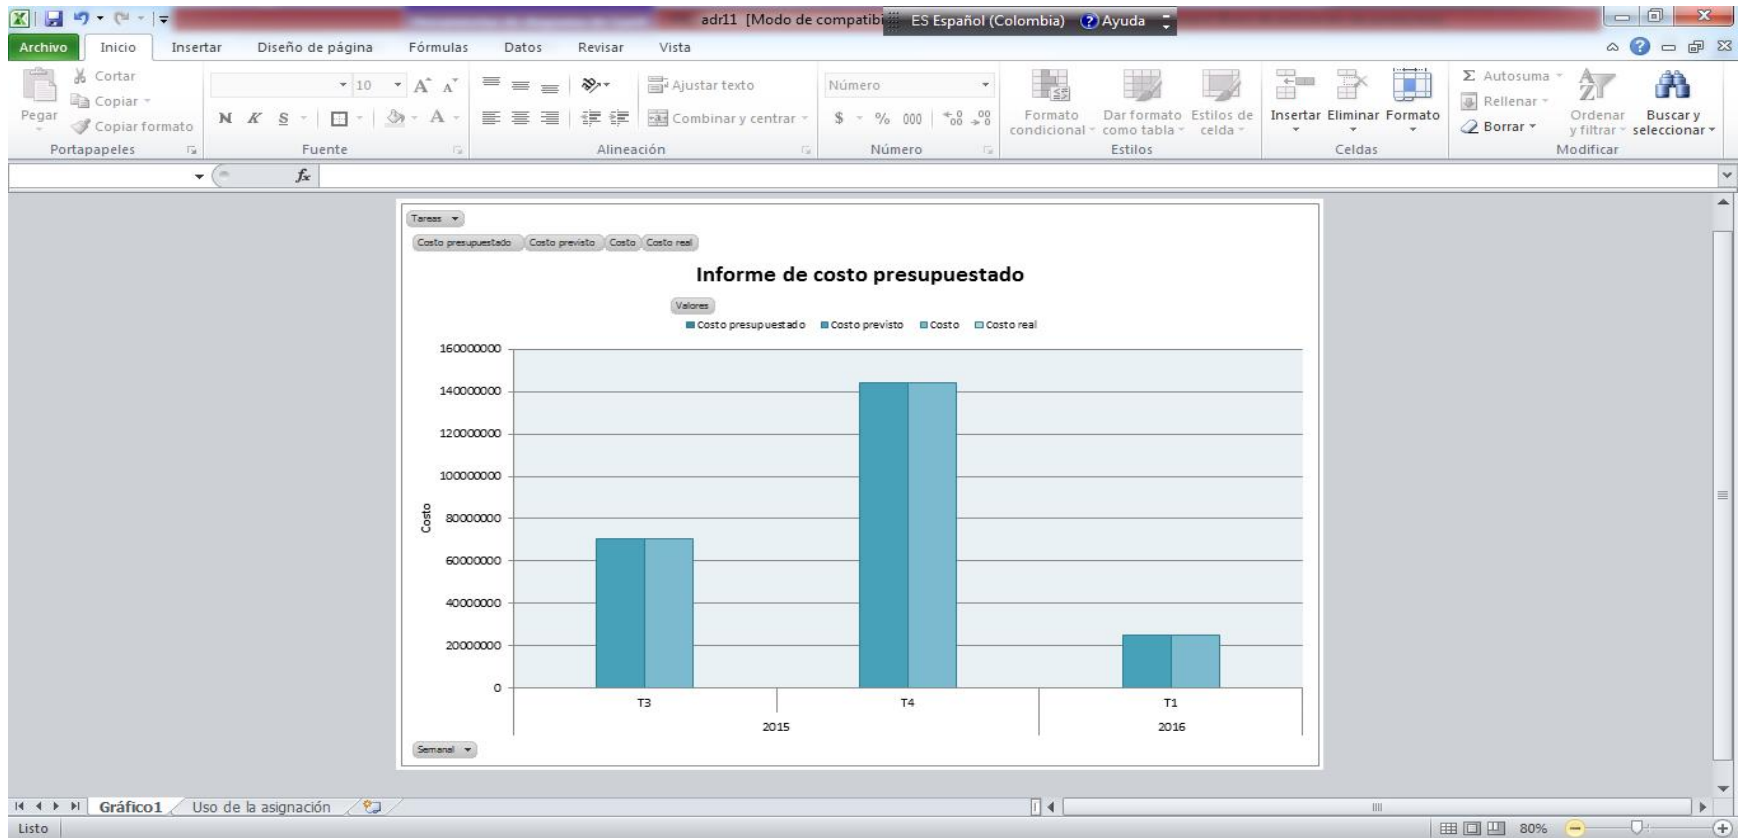 adr11 [Modo de compatibi
ES Español (Colombia) Ayuda
Archivo Inicio Insertar Diseño de página Fórmulas Datos Revisar Vista
Pegar
Cortar
Copiar
Copiar formato
Portapapeles
10
N K S
Fuente
Ajustar texto
Combinar y centrar
Alineación
Número
$ % 000
Número
Formato condicional
Dar formato como tabla
Estilos de celda
Estilos
Insertar Eliminar Formato
Celdas
Σ Autosuma
Rellenar
Borrar
Ordenar y filtrar
Buscar y seleccionar
Modificar
fx
Tareas
Costo presupuestado Costo previsto Costo Costo real
Informe de costo presupuestado
Valores
Costo presupuestado Costo previsto Costo Costo real
Costo
160000000
140000000
120000000
100000000
80000000
60000000
40000000
20000000
0
T3 T4 T1
2015 2016
Semanal
Gráfico1 Uso de la asignación
Listo 80%